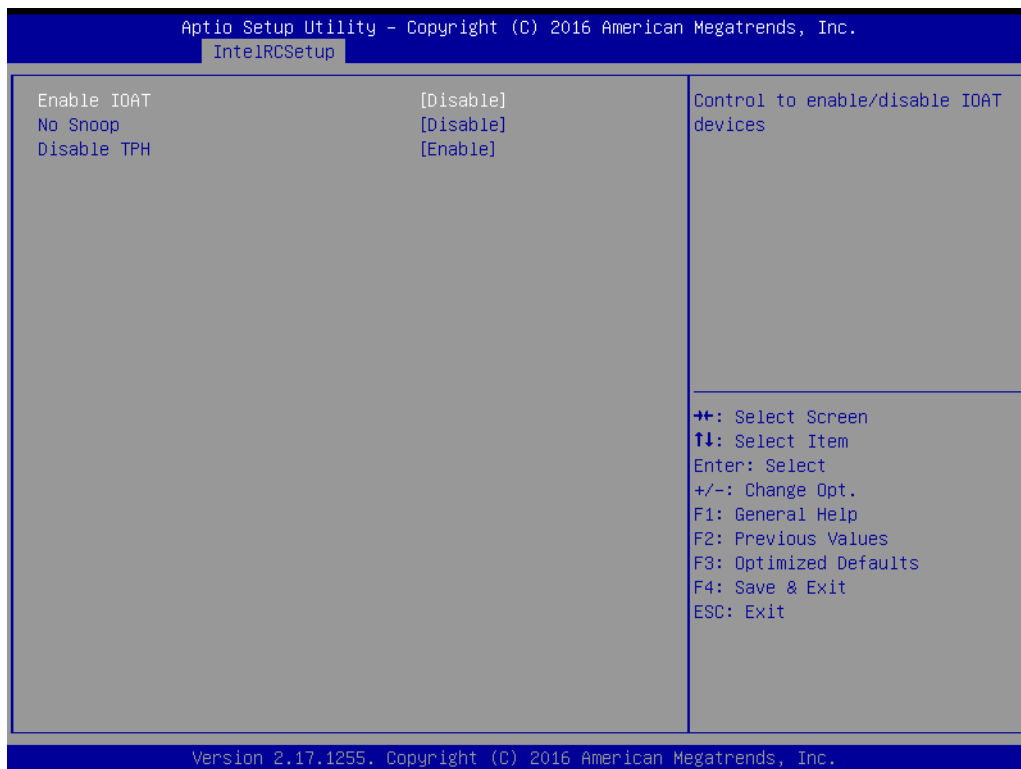 Aptio Setup Utility – Copyright (C) 2016 American Megatrends, Inc.
IntelRCSetup
Enable IOAT [Disable]
No Snoop [Disable]
Disable TPH [Enable]
Control to enable/disable IOAT
devices
→←: Select Screen
↑↓: Select Item
Enter: Select
+/-: Change Opt.
F1: General Help
F2: Previous Values
F3: Optimized Defaults
F4: Save & Exit
ESC: Exit
Version 2.17.1255. Copyright (C) 2016 American Megatrends, Inc.